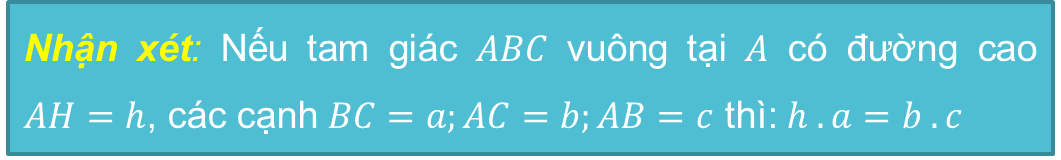 Nhận xét: Nếu tam giác ABC vuông tại A có đường cao
AH = h, các cạnh BC = a; AC = b; AB = c thì: h . a = b . c